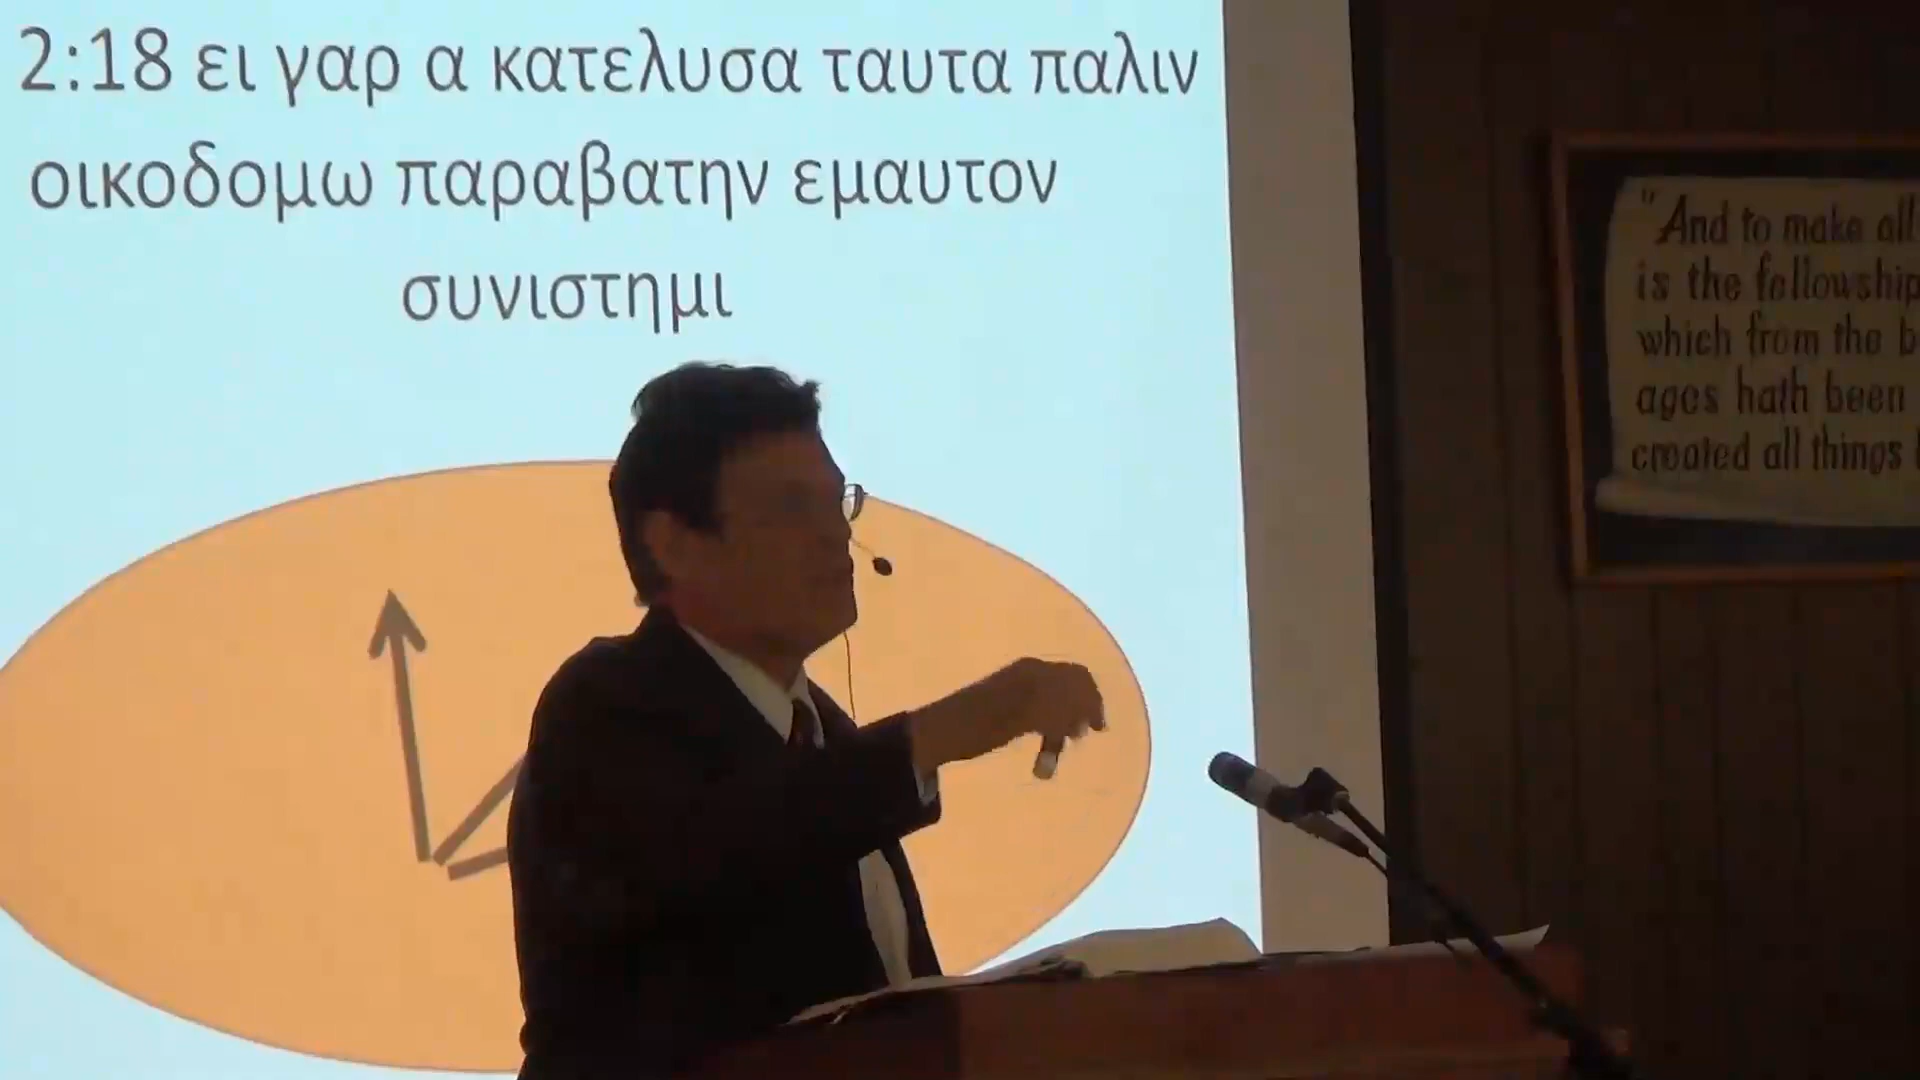 2:18 ει γαρ α κατελυσα ταυτα παλιν
οικοδομω παραβατην εμαυτον
συνιστημι
"And to make all
is the fellowship
which from the b
ages hath been
created all things